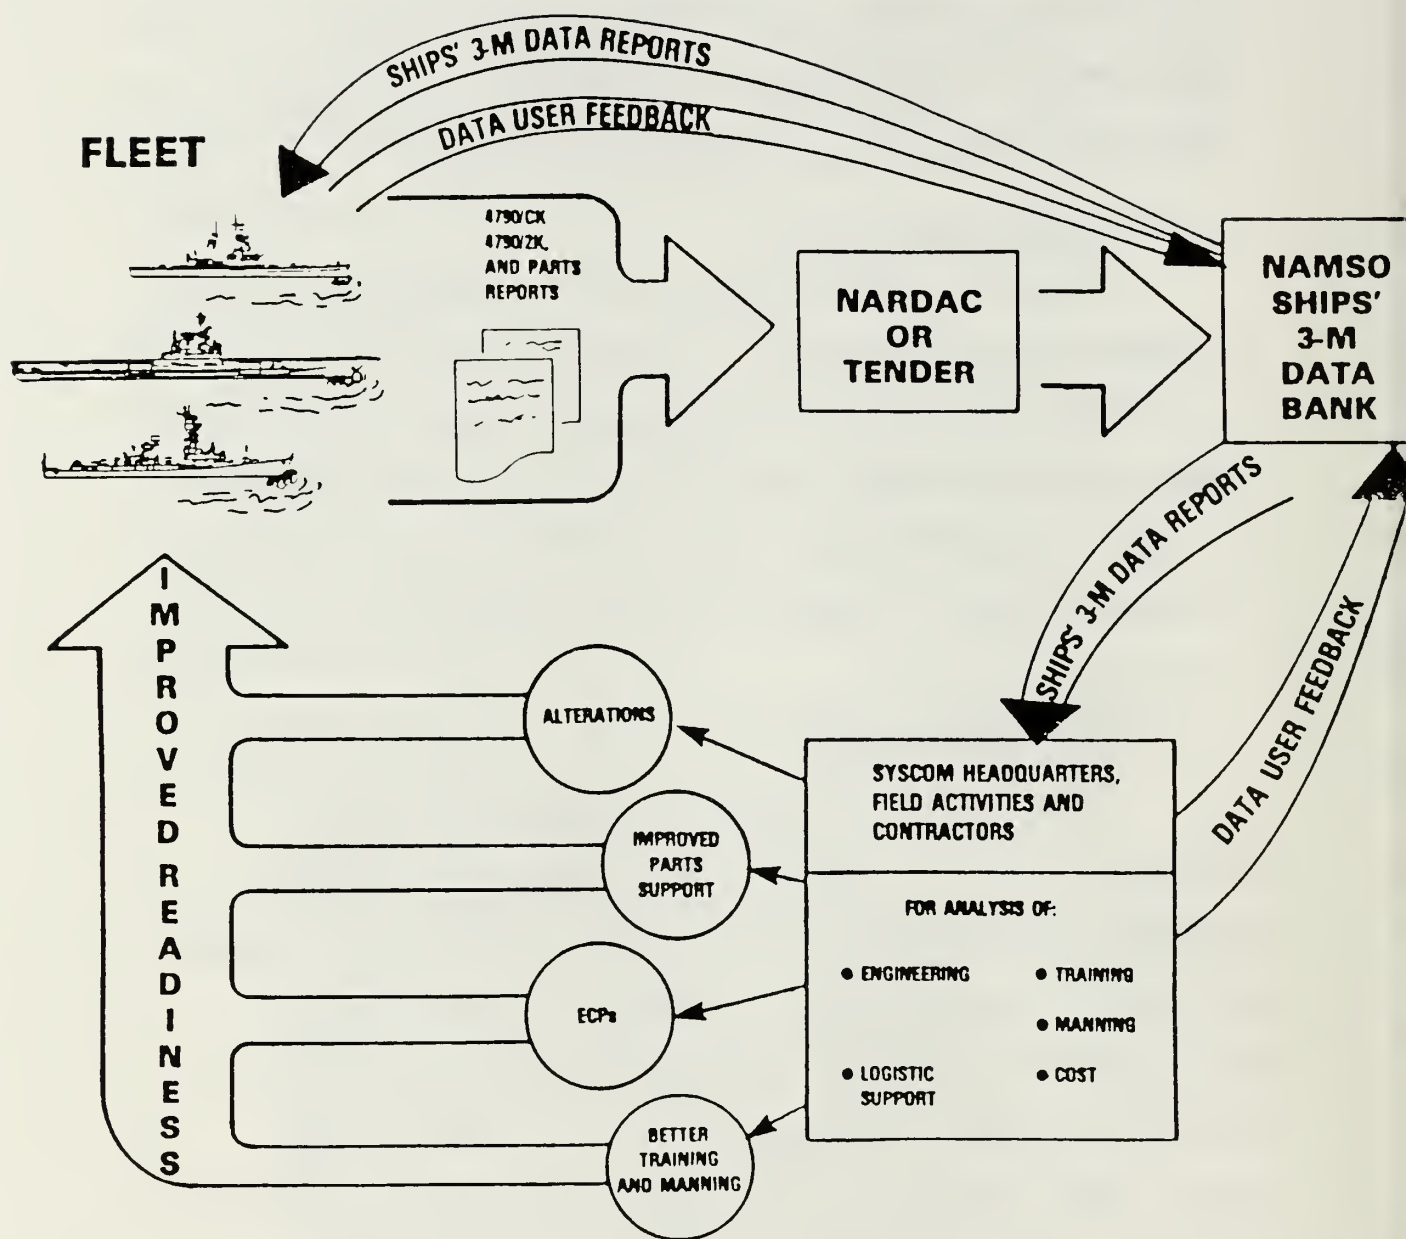 SHIPS' 3-M DATA REPORTS
DATA USER FEEDBACK
FLEET
4790/CK
4790/2K,
AND PARTS
REPORTS
NARDAC
OR
TENDER
NAMSO
SHIPS'
3-M
DATA
BANK
SHIPS' 3-M DATA REPORTS
DATA USER FEEDBACK
IMPROVED READINESS
ALTERATIONS
IMPROVED
PARTS
SUPPORT
ECPs
BETTER
TRAINING
AND MANNING
SYSCOM HEADQUARTERS,
FIELD ACTIVITIES AND
CONTRACTORS
FOR ANALYSIS OF:
• ENGINEERING
• TRAINING
• MANNING
• LOGISTIC
SUPPORT
• COST